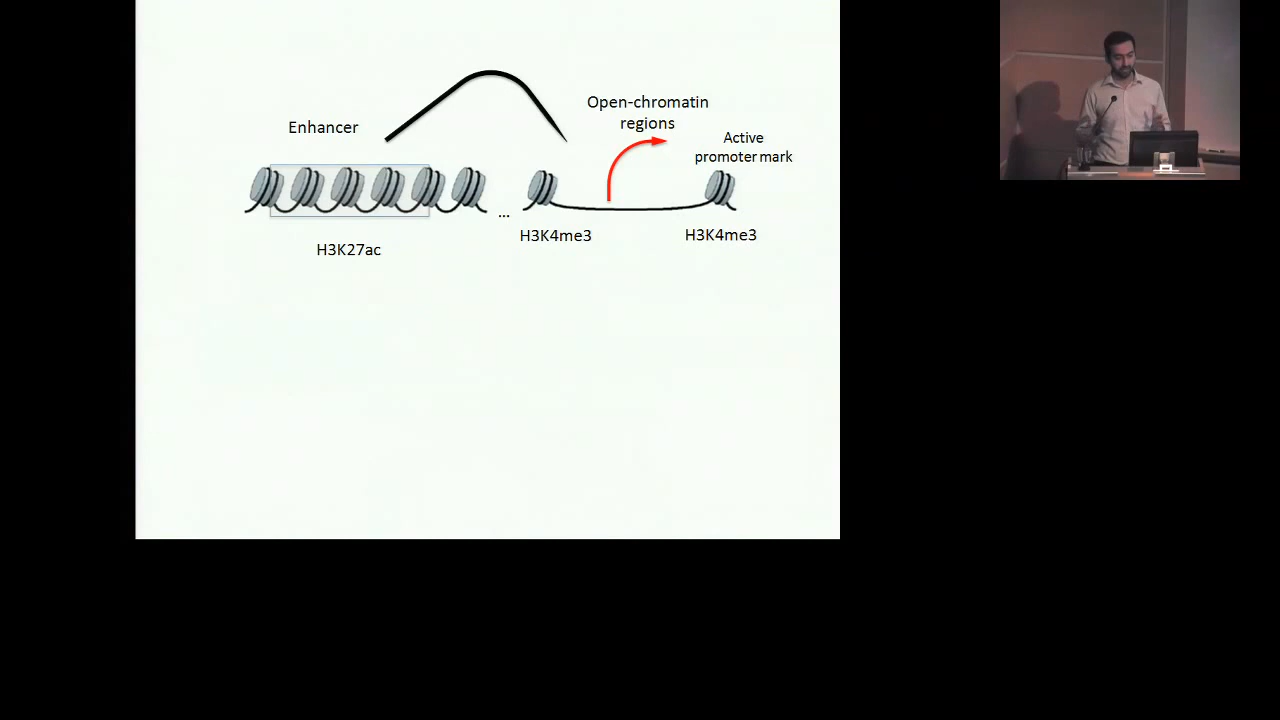 Enhancer
Open-chromatin
regions
Active
promoter mark
...
H3K4me3
H3K4me3
H3K27ac